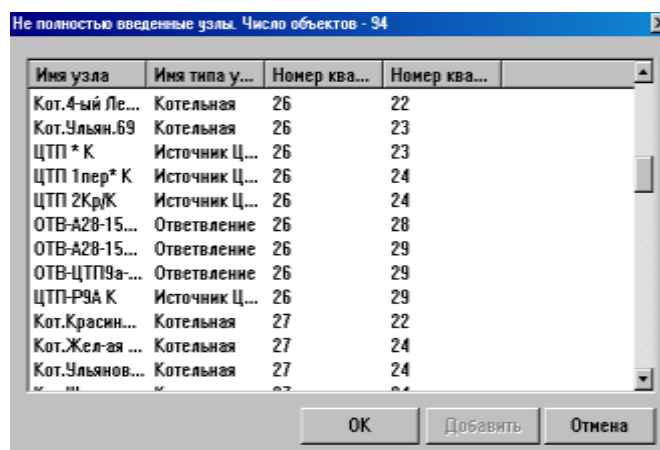 Не полностью введенные узлы. Число объектов - 94
Имя узла Имя типа у... Номер ква... Номер ква...
Кот.4-ый Ле... Котельная 26 22
Кот.Ульян.69 Котельная 26 23
ЦТП * К Источник Ц... 26 23
ЦТП 1пер* К Источник Ц... 26 24
ЦТП 2Кр/К Источник Ц... 26 24
ОТВ-А28-15... Ответвление 26 28
ОТВ-А28-15... Ответвление 26 29
ОТВ-ЦТП9а-... Ответвление 26 29
ЦТП-Р9А К Источник Ц... 26 29
Кот.Красин... Котельная 27 22
Кот.Жел-ая ... Котельная 27 24
Кот.Ульянов... Котельная 27 24
OK Добавить Отмена